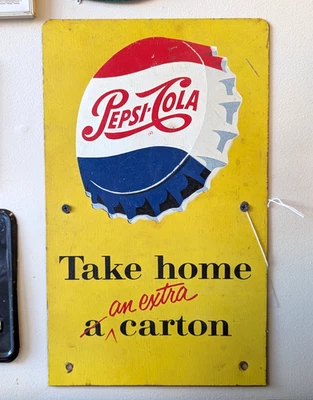 PEPSI-COLA
Take home
an extra
a carton